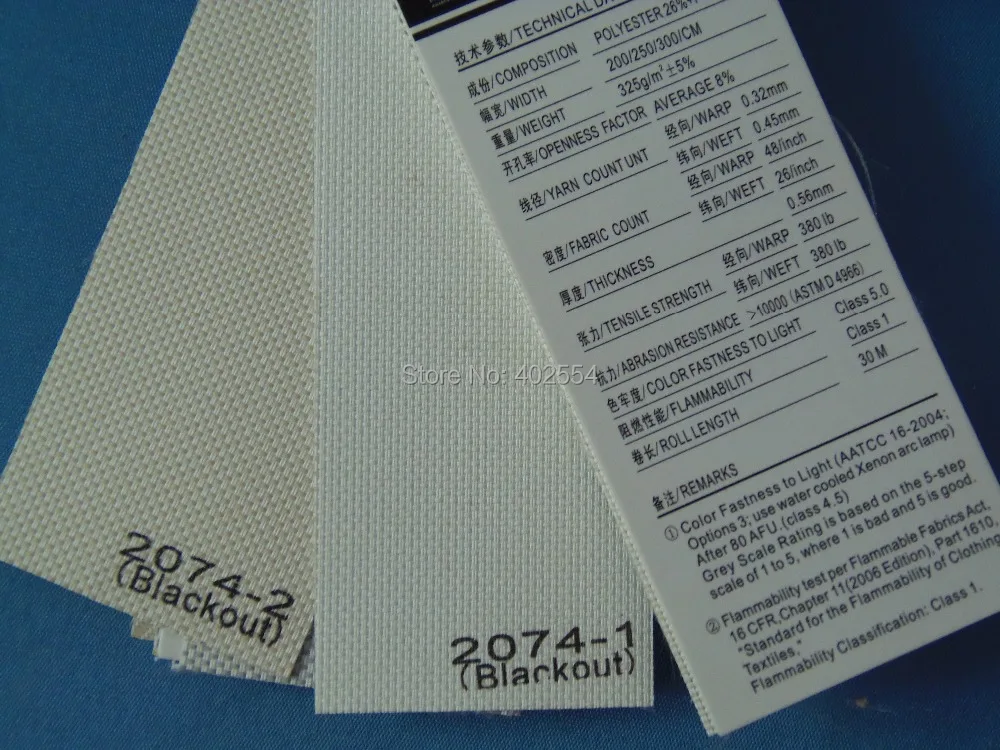 技术参数/TECHNICAL
成份/COMPOSITION POLYESTER 26%
幅宽/WIDTH 200/250/300/CM
重量/WEIGHT 325g/m²±5%
开孔率/OPENNESS FACTOR AVERAGE 8%
线径/YARN COUNT UNT 经向/WARP 0.32mm
纬向/WEFT 0.45mm
密度/FABRIC COUNT 经向/WARP 48/inch
纬向/WEFT 26/inch
厚度/THICKNESS 0.56mm
张力/TENSILE STRENGTH 经向/WARP 380 lb
纬向/WEFT 380 lb
抗力/ABRASION RESISTANCE >10000 (ASTM D 4966)
色牢度/COLOR FASTNESS TO LIGHT Class 5.0
阻燃性能/FLAMMABILITY Class 1
卷长/ROLL LENGTH 30 M
备注/REMARKS
① Color Fastness to Light (AATCC 16-2004;
Options 3; use water cooled Xenon arc lamp)
After 80 AFU.(class 4.5)
Grey Scale Rating is based on the 5-step
scale of 1 to 5, where 1 is bad and 5 is good.
② Flammability test per Flammable Fabrics Act,
16 CFR,Chapter 11(2006 Edition), Part 1610,
"Standard for the Flammability of Clothing
Textiles,"
Flammability Classification: Class 1.
2074-2
(Blackout)
2074-1
(Blackout)
Store No: 402554